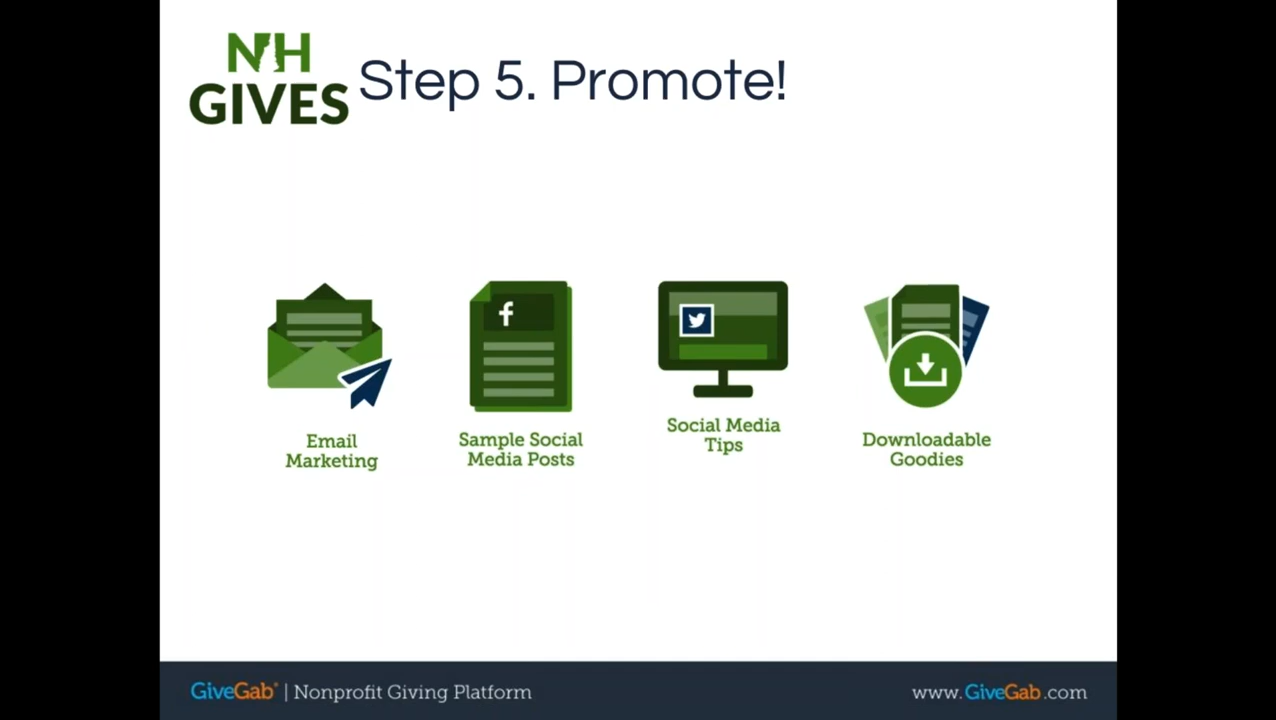 NH
GIVES
Step 5. Promote!
f
Email
Marketing
Sample Social
Media Posts
Social Media
Tips
Downloadable
Goodies
GiveGab® | Nonprofit Giving Platform
www.GiveGab.com